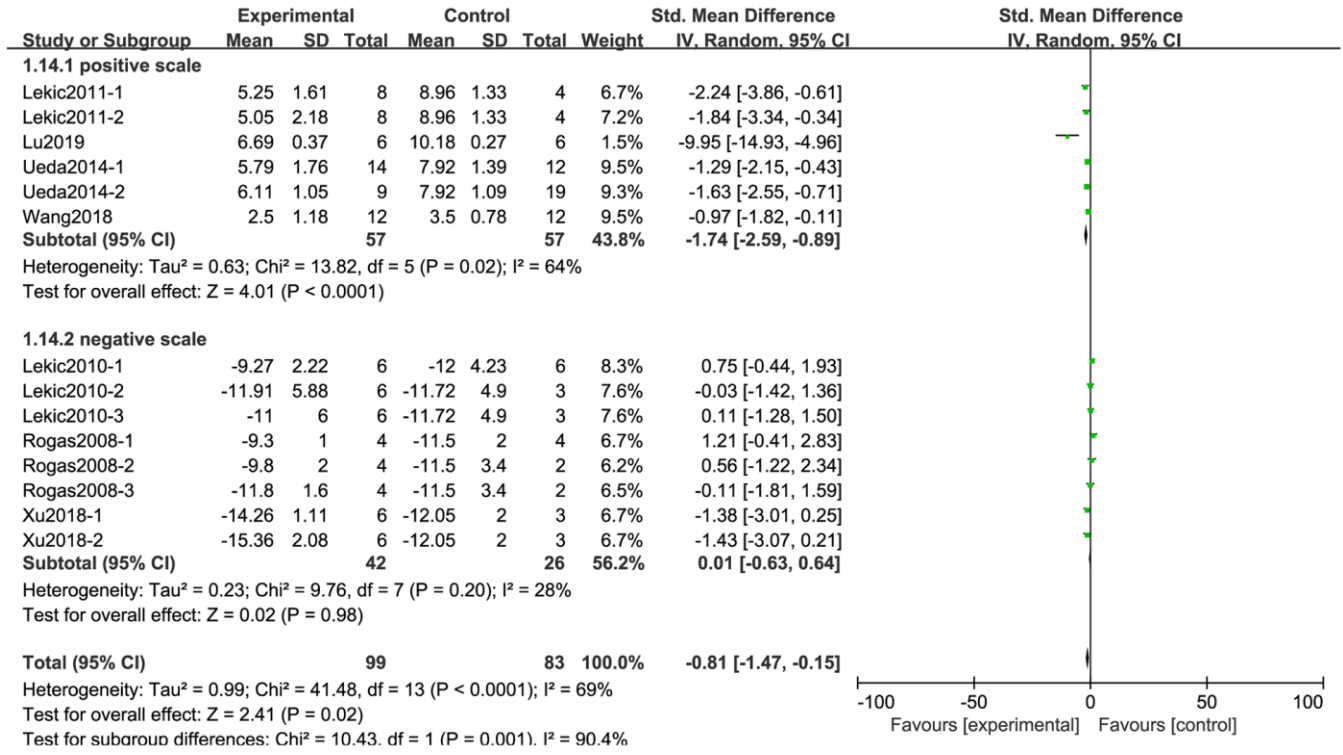 Experimental Control Std. Mean Difference Std. Mean Difference
Study or Subgroup Mean SD Total Mean SD Total Weight IV, Random, 95% CI IV, Random, 95% CI
1.14.1 positive scale
Lekic2011-1 5.25 1.61 8 8.96 1.33 4 6.7% -2.24 [-3.86, -0.61]
Lekic2011-2 5.05 2.18 8 8.96 1.33 4 7.2% -1.84 [-3.34, -0.34]
Lu2019 6.69 0.37 6 10.18 0.27 6 1.5% -9.95 [-14.93, -4.96]
Ueda2014-1 5.79 1.76 14 7.92 1.39 12 9.5% -1.29 [-2.15, -0.43]
Ueda2014-2 6.11 1.05 9 7.92 1.09 19 9.3% -1.63 [-2.55, -0.71]
Wang2018 2.5 1.18 12 3.5 0.78 12 9.5% -0.97 [-1.82, -0.11]
Subtotal (95% CI) 57 57 43.8% -1.74 [-2.59, -0.89]
Heterogeneity: Tau² = 0.63; Chi² = 13.82, df = 5 (P = 0.02); I² = 64%
Test for overall effect: Z = 4.01 (P < 0.0001)
1.14.2 negative scale
Lekic2010-1 -9.27 2.22 6 -12 4.23 6 8.3% 0.75 [-0.44, 1.93]
Lekic2010-2 -11.91 5.88 6 -11.72 4.9 3 7.6% -0.03 [-1.42, 1.36]
Lekic2010-3 -11 6 6 -11.72 4.9 3 7.6% 0.11 [-1.28, 1.50]
Rogas2008-1 -9.3 1 4 -11.5 2 4 6.7% 1.21 [-0.41, 2.83]
Rogas2008-2 -9.8 2 4 -11.5 3.4 2 6.2% 0.56 [-1.22, 2.34]
Rogas2008-3 -11.8 1.6 4 -11.5 3.4 2 6.5% -0.11 [-1.81, 1.59]
Xu2018-1 -14.26 1.11 6 -12.05 2 3 6.7% -1.38 [-3.01, 0.25]
Xu2018-2 -15.36 2.08 6 -12.05 2 3 6.7% -1.43 [-3.07, 0.21]
Subtotal (95% CI) 42 26 56.2% 0.01 [-0.63, 0.64]
Heterogeneity: Tau² = 0.23; Chi² = 9.76, df = 7 (P = 0.20); I² = 28%
Test for overall effect: Z = 0.02 (P = 0.98)
Total (95% CI) 99 83 100.0% -0.81 [-1.47, -0.15]
Heterogeneity: Tau² = 0.99; Chi² = 41.48, df = 13 (P < 0.0001); I² = 69%
Test for overall effect: Z = 2.41 (P = 0.02)
Test for subgroup differences: Chi² = 10.43, df = 1 (P = 0.001), I² = 90.4%
-100 -50 0 50 100
Favours [experimental] Favours [control]